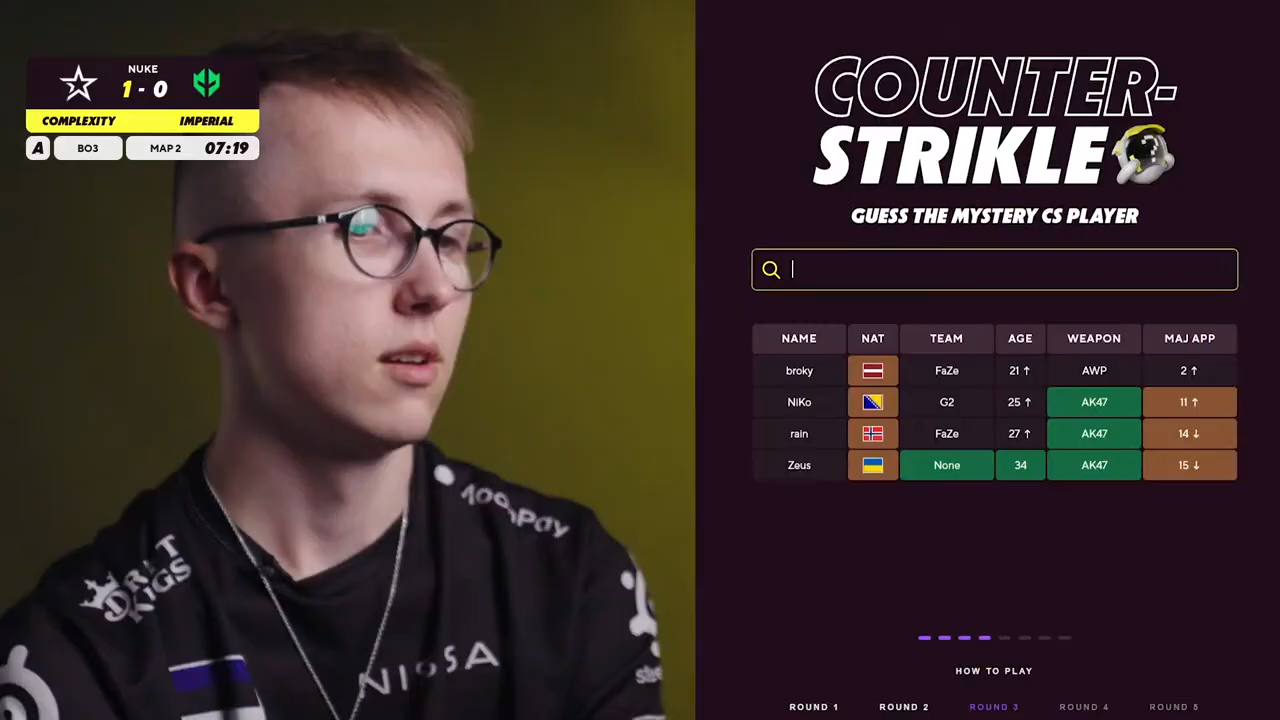 NUKE
1 - 0
COMPLEXITY IMPERIAL
A BO3 MAP 2 07:19
COUNTER-
STRIKLE
GUESS THE MYSTERY CS PLAYER
NAME NAT TEAM AGE WEAPON MAJ APP
broky FaZe 21 ↑ AWP 2 ↑
NiKo G2 25 ↑ AK47 11 ↑
rain FaZe 27 ↑ AK47 14 ↓
Zeus None 34 AK47 15 ↓
HOW TO PLAY
ROUND 1 ROUND 2 ROUND 3 ROUND 4 ROUND 5
DRAFT
KINGS